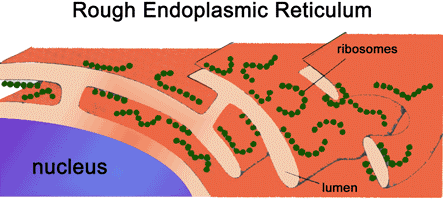 Rough Endoplasmic Reticulum
ribosomes
nucleus
lumen